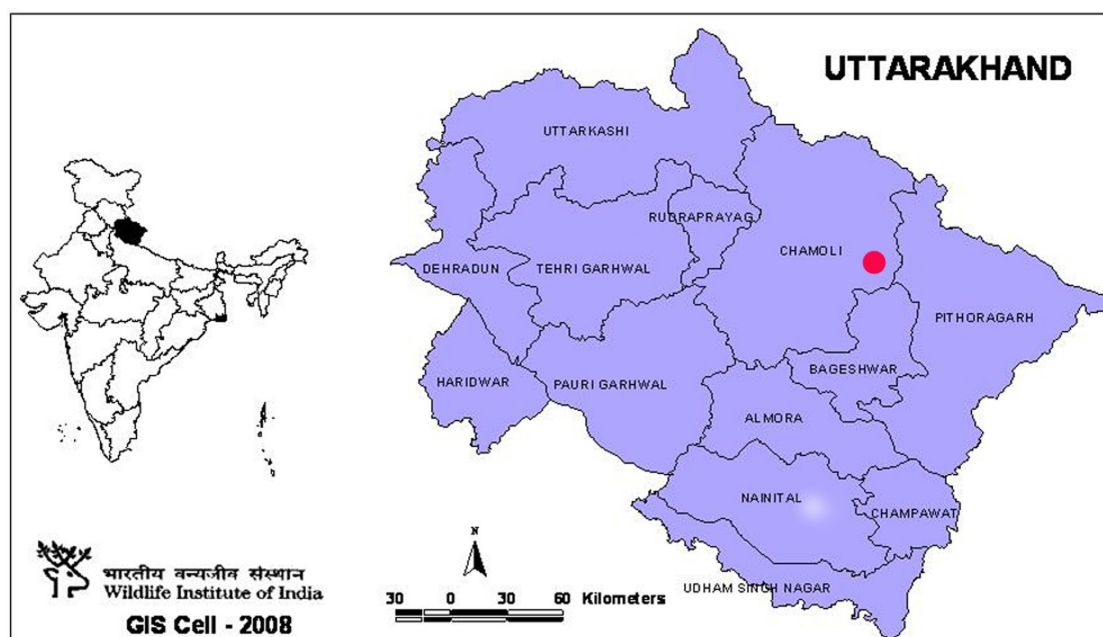 UTTARAKHAND
UTTARKASHI
RUDRAPRAYAG
CHAMOLI
DEHRADUN
TEHRI GARHWAL
PITHORAGARH
HARIDWAR
PAURI GARHWAL
BAGESHWAR
ALMORA
NAINITAL
CHAMPAWAT
UDHAM SINGH NAGAR
N
30 0 30 60 Kilometers
भारतीय वन्यजीव संस्थान
Wildlife Institute of India
GIS Cell - 2008